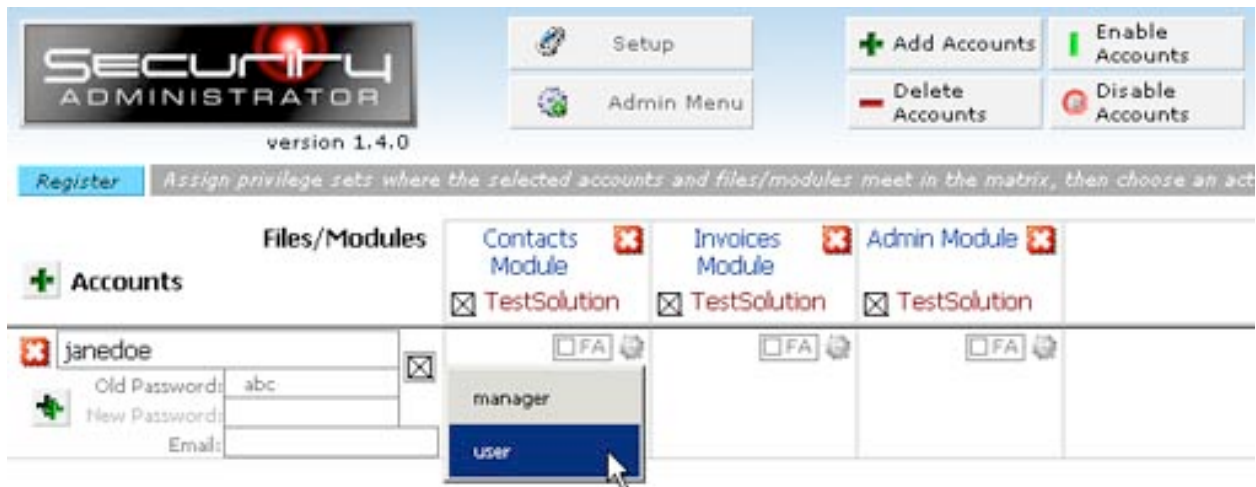 Security
ADMINISTRATOR
version 1.4.0
Setup
Admin Menu
Add Accounts
Enable Accounts
Delete Accounts
Disable Accounts
Register
Assign privilege sets where the selected accounts and files/modules meet in the matrix, then choose an act
Files/Modules
Accounts
Contacts Module
TestSolution
Invoices Module
TestSolution
Admin Module
TestSolution
janedoe
FA
FA
FA
Old Password: abc
New Password:
Email:
manager
user